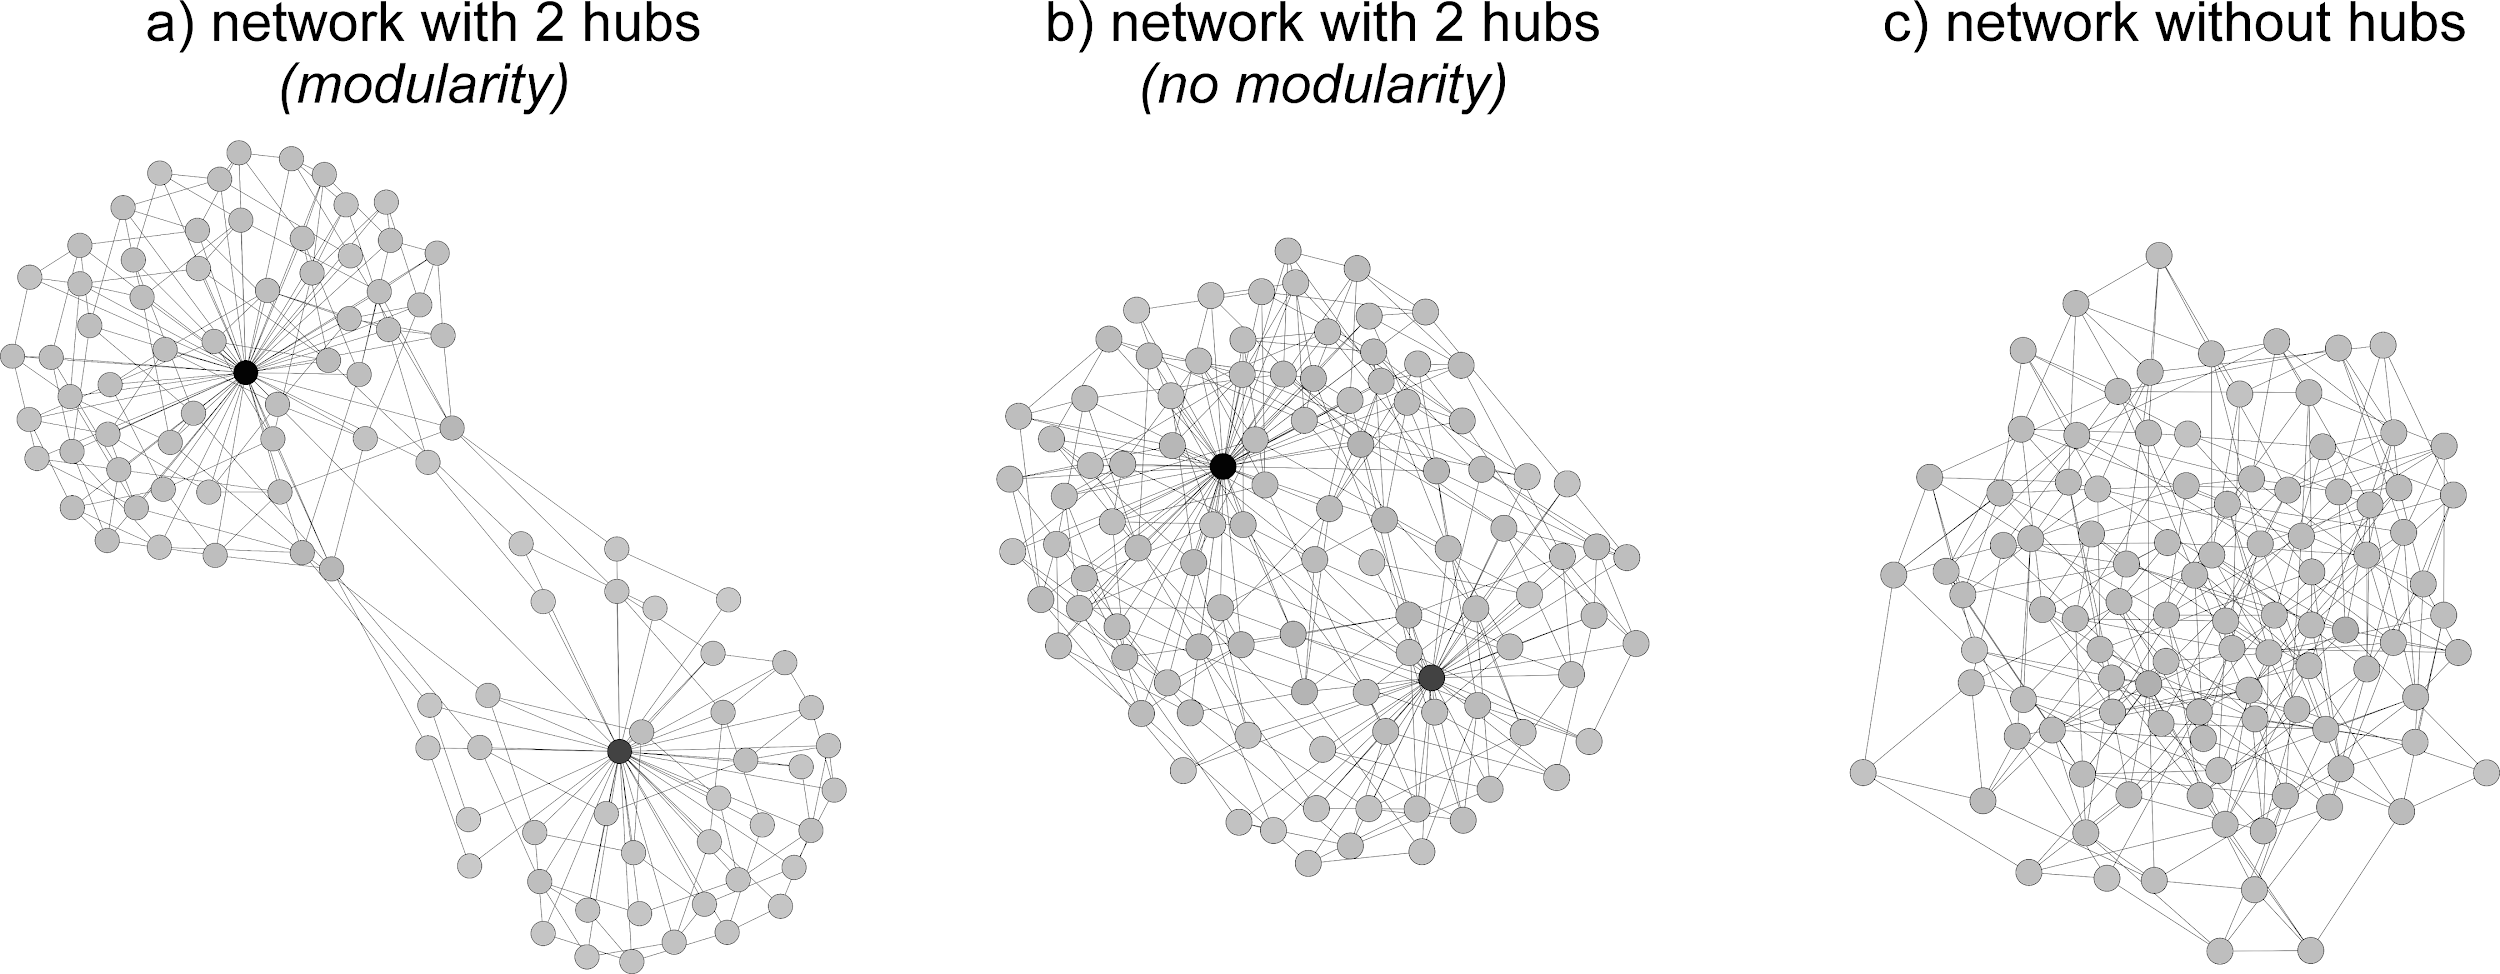 a) network with 2 hubs
(modularity)
b) network with 2 hubs
(no modularity)
c) network without hubs